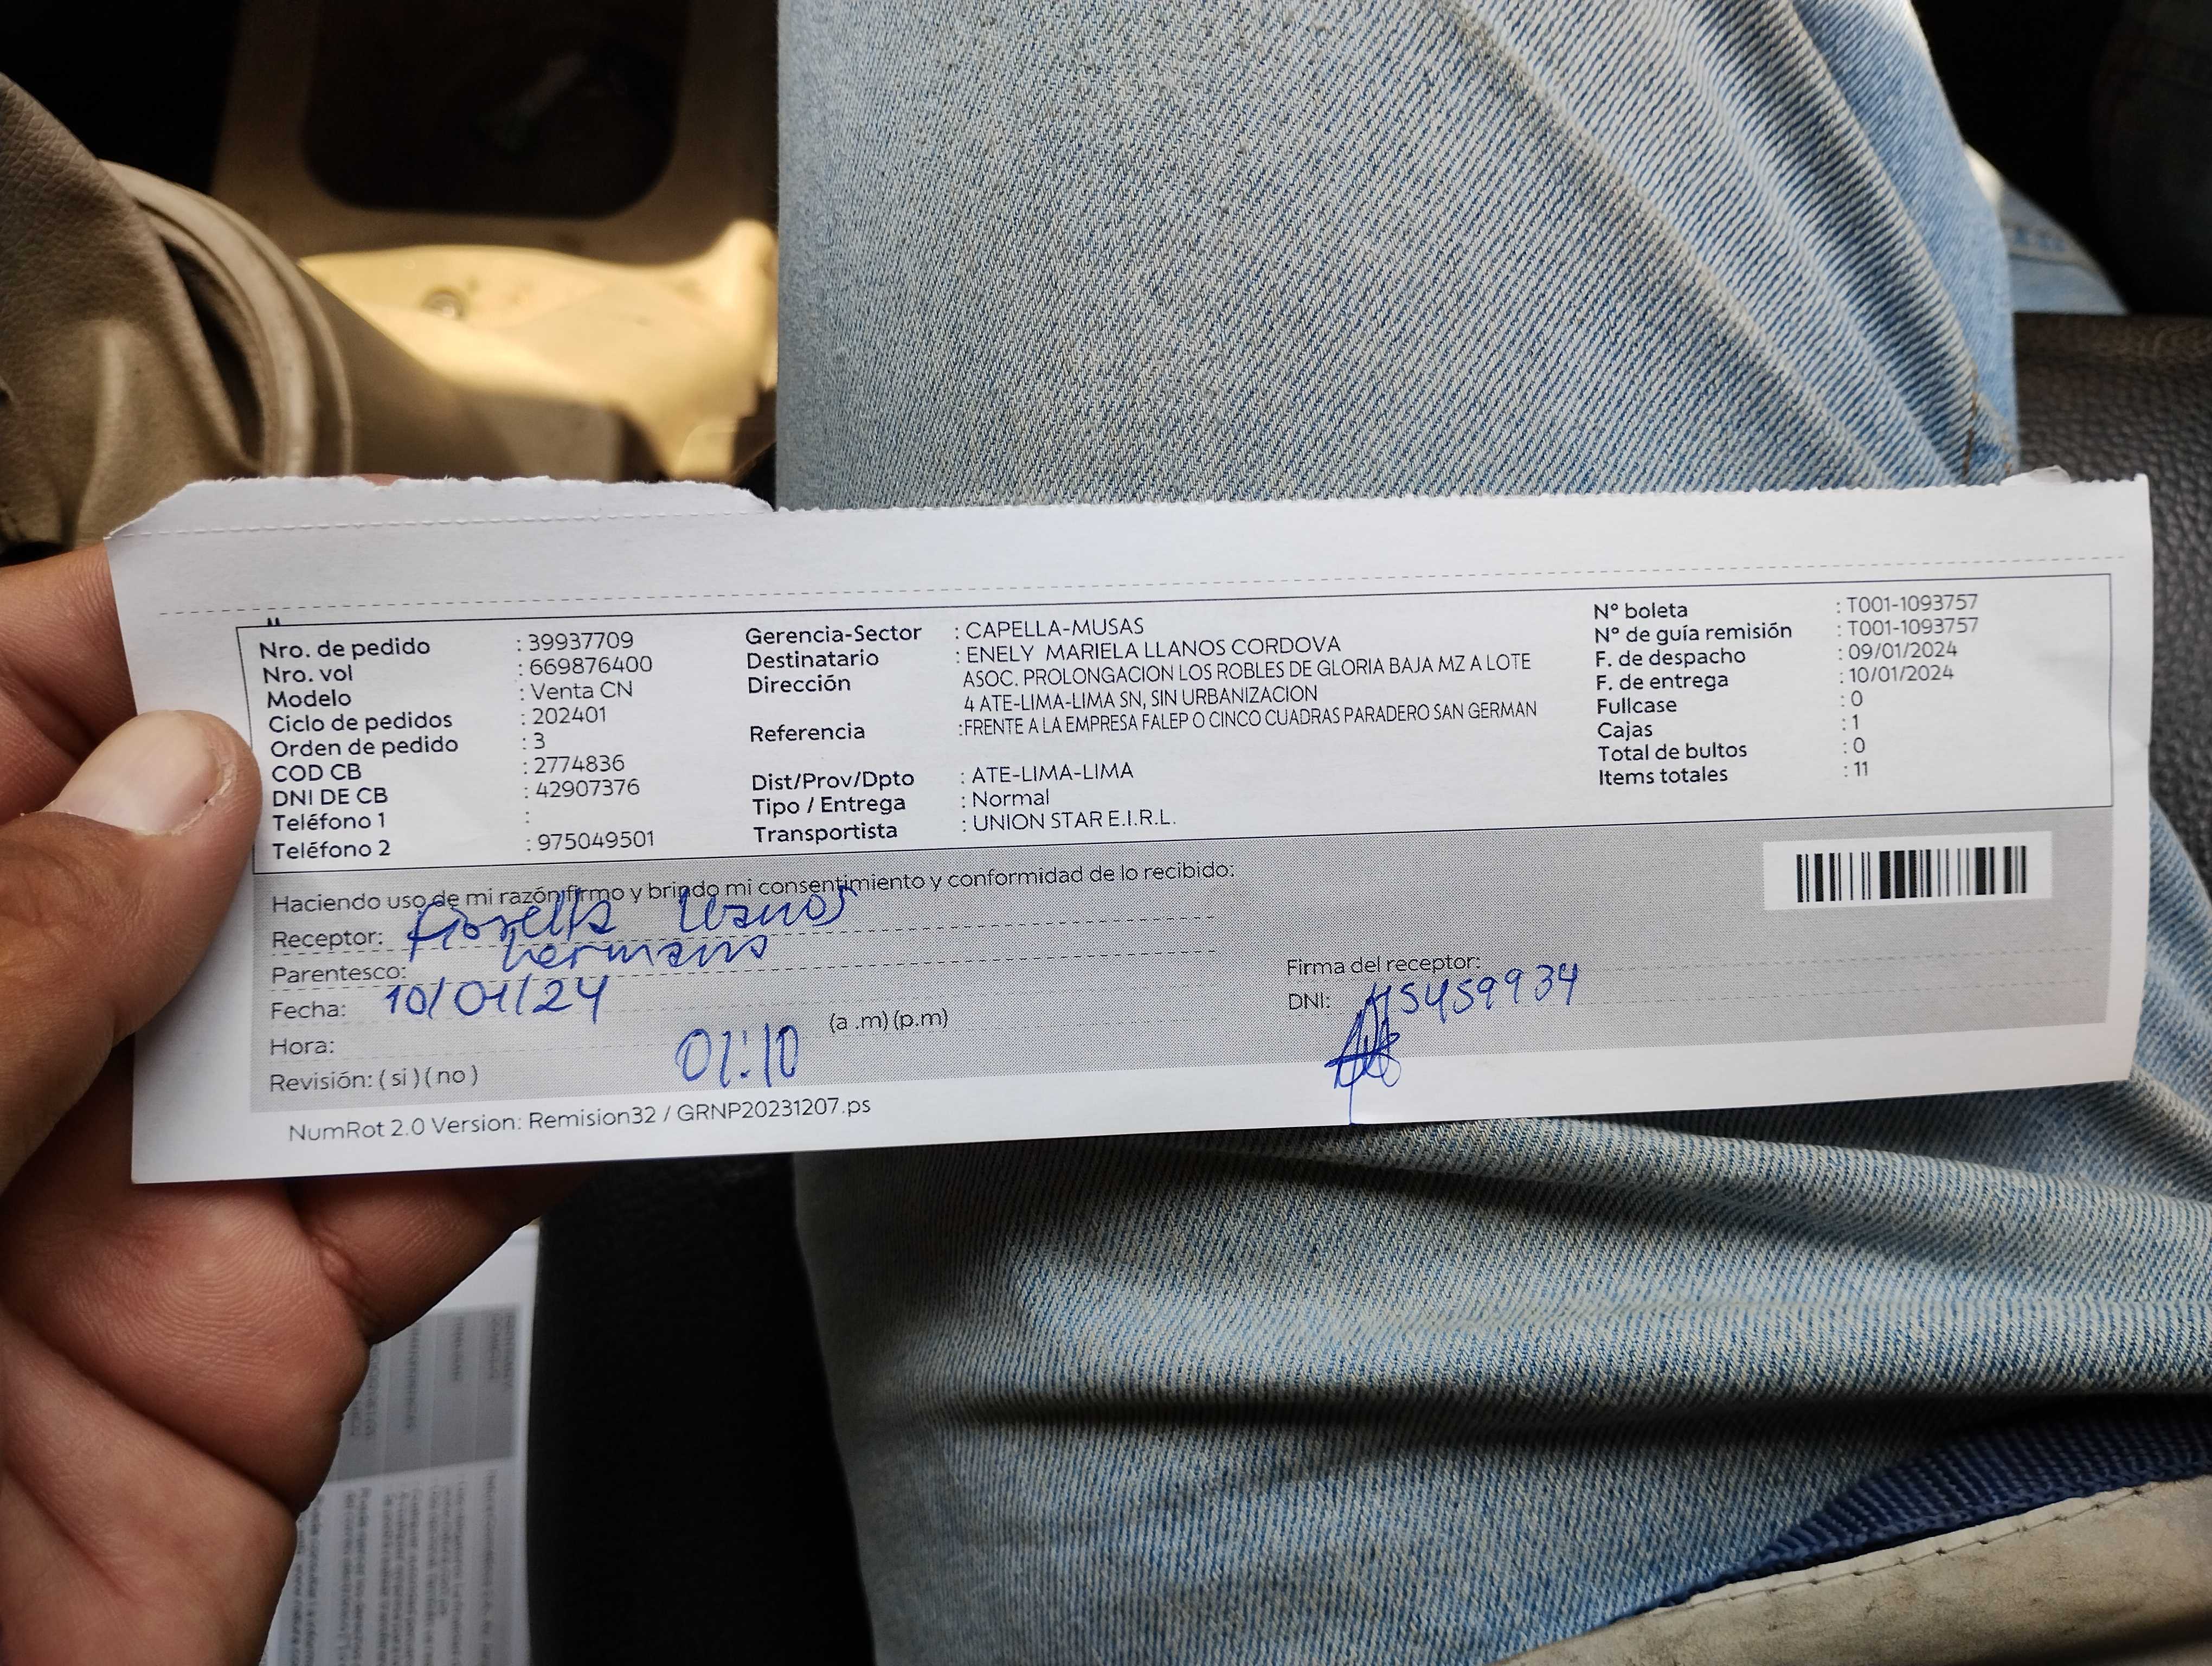 Nro. de pedido : 39937709
Nro. vol : 669876400
Modelo : Venta CN
Ciclo de pedidos : 202401
Orden de pedido : 3
COD CB : 2774836
DNI DE CB : 42907376
Teléfono 1 :
Teléfono 2 : 975049501
Gerencia-Sector : CAPELLA-MUSAS
Destinatario : ENELY MARIELA LLANOS CORDOVA
Dirección ASOC. PROLONGACION LOS ROBLES DE GLORIA BAJA MZ A LOTE
4 ATE-LIMA-LIMA SN, SIN URBANIZACION
Referencia :FRENTE A LA EMPRESA FALEP O CINCO CUADRAS PARADERO SAN GERMAN
Dist/Prov/Dpto : ATE-LIMA-LIMA
Tipo / Entrega : Normal
Transportista : UNION STAR E.I.R.L.
N° boleta : T001-1093757
N° de guía remisión : T001-1093757
F. de despacho : 09/01/2024
F. de entrega : 10/01/2024
Fullcase : 0
Cajas : 1
Total de bultos : 0
Items totales : 11
Haciendo uso de mi razón firmo y brindo mi consentimiento y conformidad de lo recibido:
Receptor: Fiorella Llanos
Parentesco: hermana
Fecha: 10/01/24
Hora: 01:10 (a .m) (p.m)
Revisión: ( si ) ( no )
Firma del receptor:
DNI: 45459934
NumRot 2.0 Version: Remision32 / GRNP20231207.ps